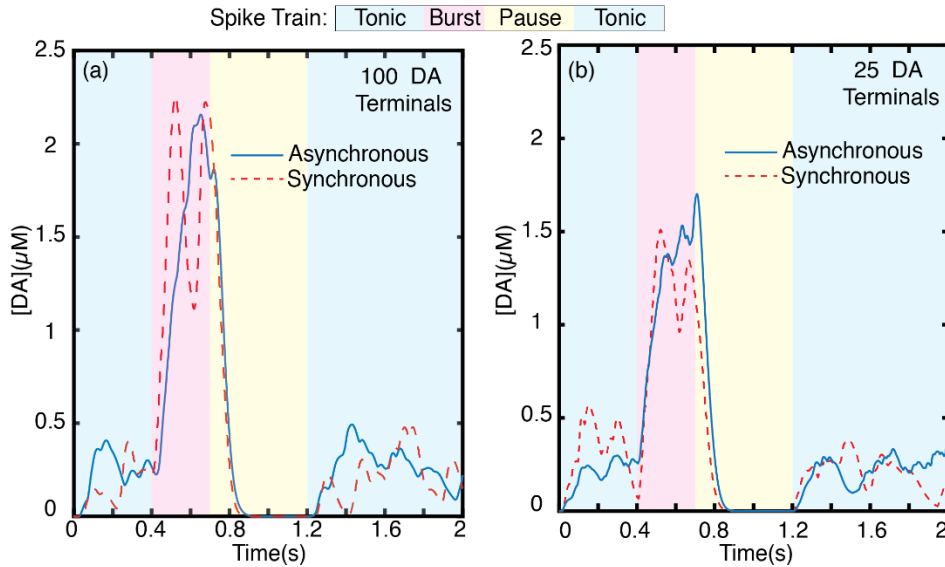 Spike Train: Tonic Burst Pause Tonic
(a)
100 DA
Terminals
Asynchronous
Synchronous
[DA](μM)
2.5
2
1.5
1
0.5
0
0 0.4 0.8 1.2 1.6 2
Time(s)
(b)
25 DA
Terminals
Asynchronous
Synchronous
[DA](μM)
2.5
2
1.5
1
0.5
0
0 0.4 0.8 1.2 1.6 2
Time(s)